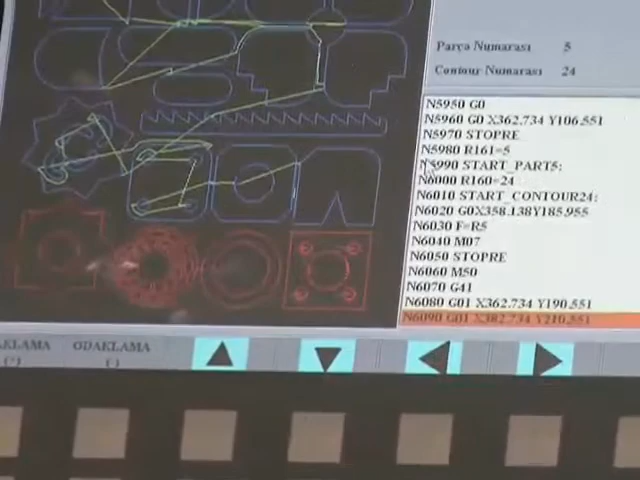 Parça Numarası 5
Contour Numarası 24
N5950 G0
N5960 G0 X362.734 Y106.551
N5970 STOPRE
N5980 R161=5
N5990 START_PART5:
N6000 R160=24
N6010 START_CONTOUR24:
N6020 G0X358.138Y185.955
N6030 F=R5
N6040 M07
N6050 STOPRE
N6060 M50
N6070 G41
N6080 G01 X362.734 Y190.551
N6090 G01 X382.734 Y210.551
ODAKLAMA
(-)